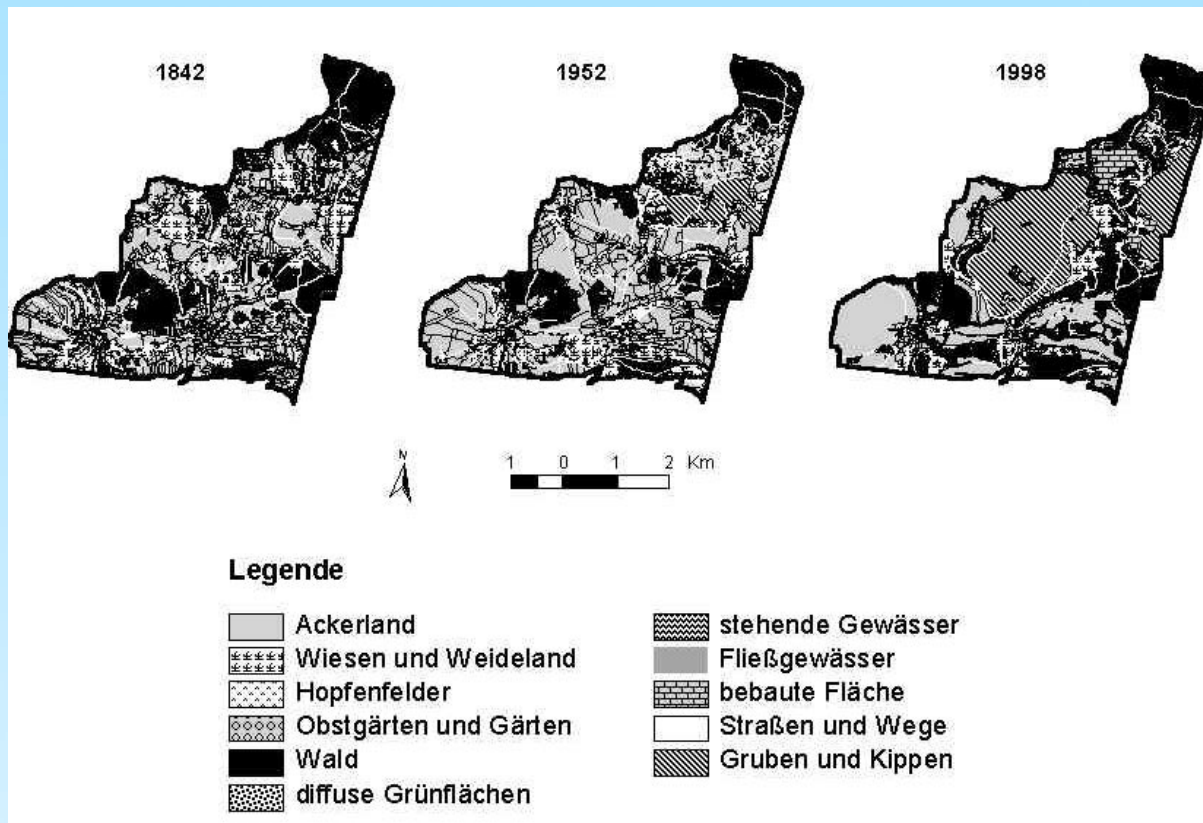 1842 1952 1998
N
1 0 1 2 Km
Legende
Ackerland
Wiesen und Weideland
Hopfenfelder
Obstgärten und Gärten
Wald
diffuse Grünflächen
stehende Gewässer
Fließgewässer
bebaute Fläche
Straßen und Wege
Gruben und Kippen